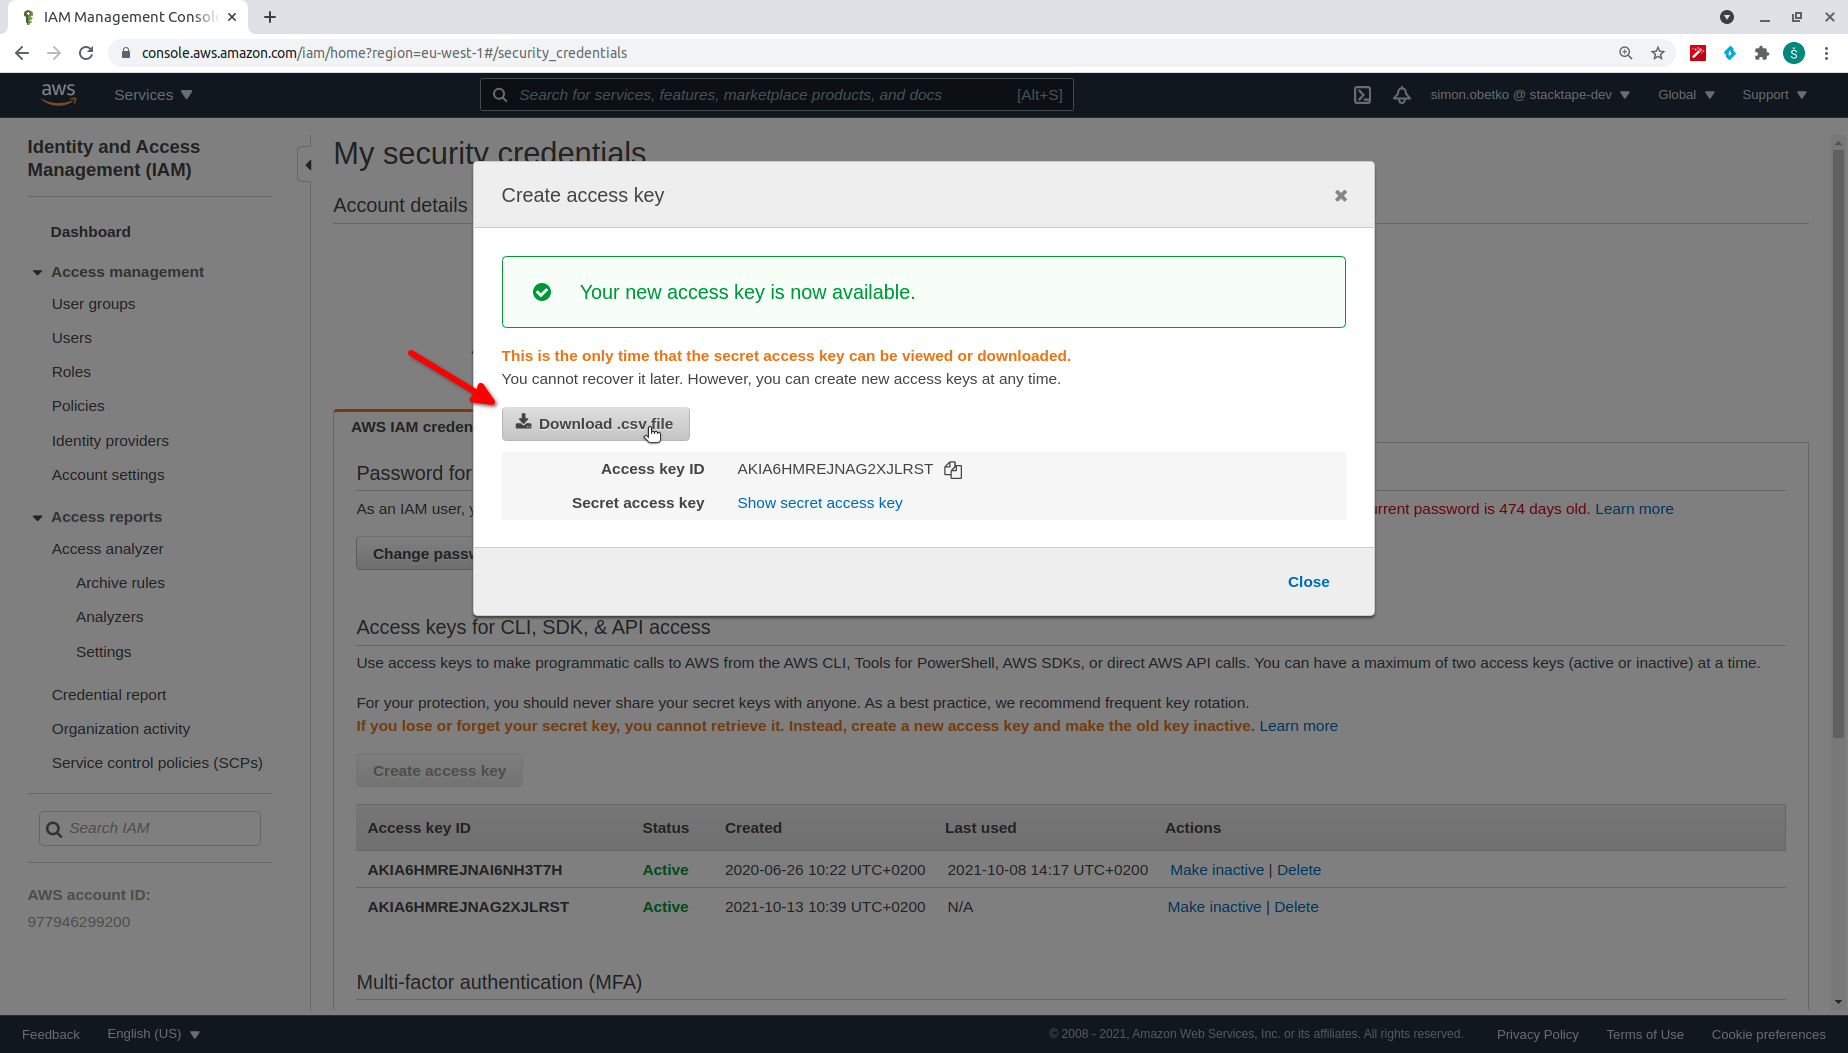 IAM Management Consol
console.aws.amazon.com/iam/home?region=eu-west-1#/security_credentials
Š
aws
Services
Search for services, features, marketplace products, and docs
[Alt+S]
simon.obetko @ stacktape-dev
Global
Support
Identity and Access
Management (IAM)
Dashboard
Access management
User groups
Users
Roles
Policies
Identity providers
Account settings
Access reports
Access analyzer
Archive rules
Analyzers
Settings
Credential report
Organization activity
Service control policies (SCPs)
Search IAM
AWS account ID:
977946299200
My security credentials
Account details
AWS IAM creden
Password for
As an IAM user, y
urrent password is 474 days old. Learn more
Change passw
Create access key
Your new access key is now available.
This is the only time that the secret access key can be viewed or downloaded.
You cannot recover it later. However, you can create new access keys at any time.
Download .csv file
Access key ID AKIA6HMREJNAG2XJLRST
Secret access key Show secret access key
Close
Access keys for CLI, SDK, & API access
Use access keys to make programmatic calls to AWS from the AWS CLI, Tools for PowerShell, AWS SDKs, or direct AWS API calls. You can have a maximum of two access keys (active or inactive) at a time.
For your protection, you should never share your secret keys with anyone. As a best practice, we recommend frequent key rotation.
If you lose or forget your secret key, you cannot retrieve it. Instead, create a new access key and make the old key inactive. Learn more
Create access key
Access key ID Status Created Last used Actions
AKIA6HMREJNAI6NH3T7H Active 2020-06-26 10:22 UTC+0200 2021-10-08 14:17 UTC+0200 Make inactive | Delete
AKIA6HMREJNAG2XJLRST Active 2021-10-13 10:39 UTC+0200 N/A Make inactive | Delete
Multi-factor authentication (MFA)
Feedback
English (US)
© 2008 - 2021, Amazon Web Services, Inc. or its affiliates. All rights reserved.
Privacy Policy
Terms of Use
Cookie preferences